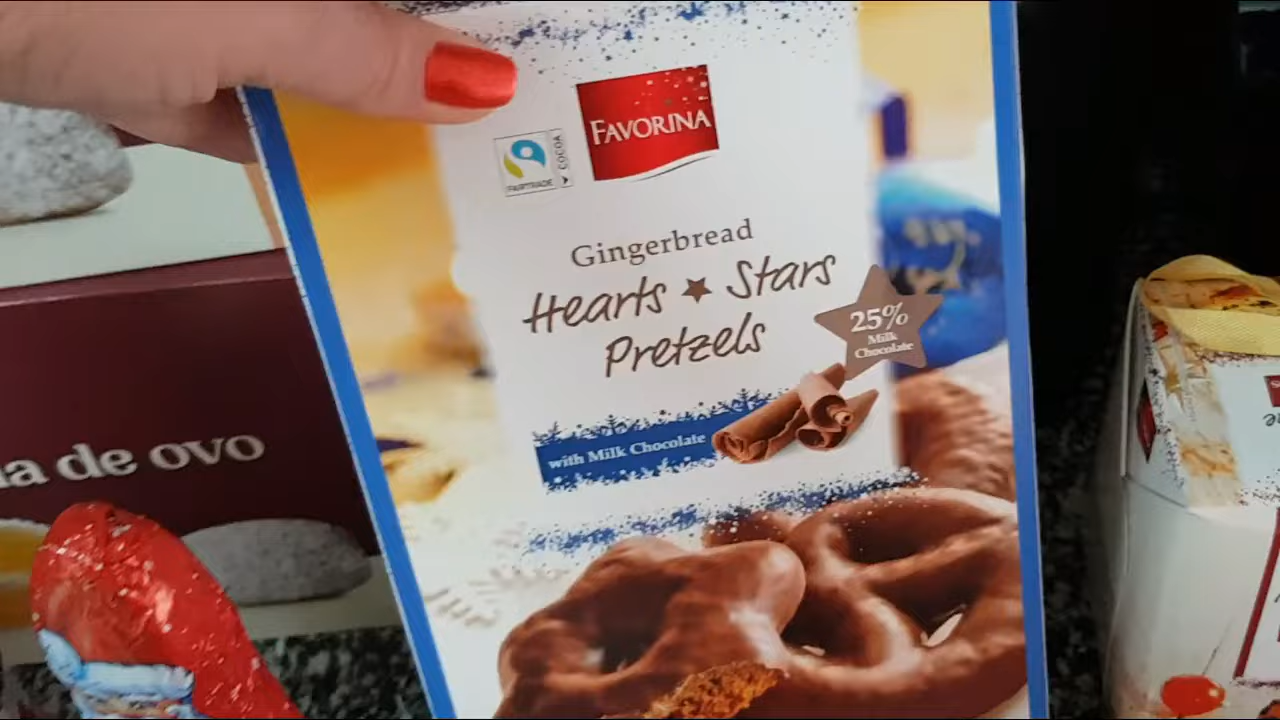 FAVORINA
FAIRTRADE
COCOA
Gingerbread
Hearts ★ Stars
Pretzels
25%
Milk
Chocolate
with Milk Chocolate
a de ovo